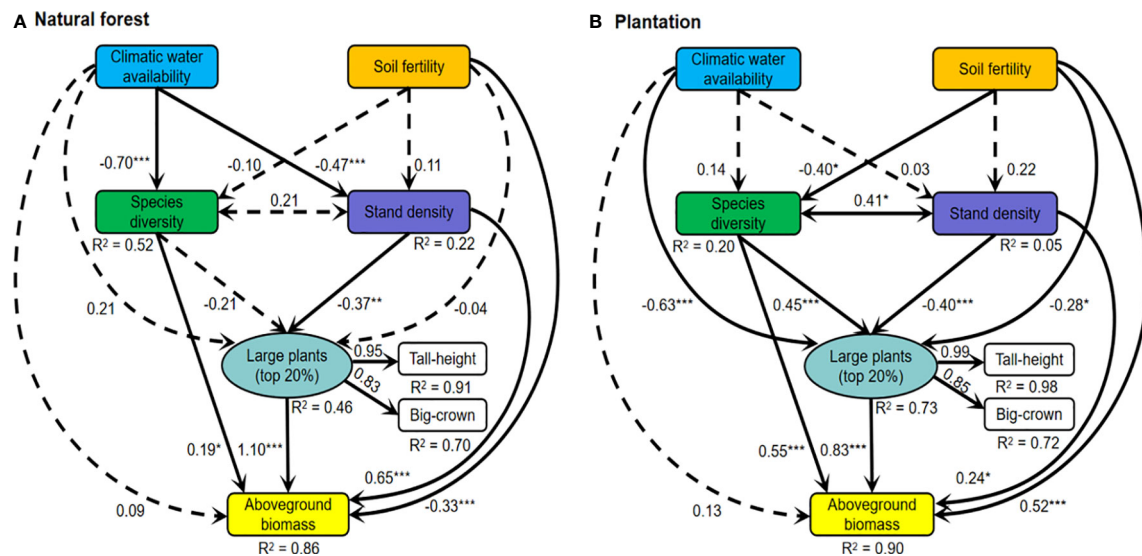 A Natural forest
Climatic water
availability
Soil fertility
-0.70***
-0.10
-0.47***
0.11
Species
diversity
0.21
Stand density
R² = 0.52
R² = 0.22
0.21
-0.21
-0.37**
-0.04
Large plants
(top 20%)
0.95
Tall-height
R² = 0.91
0.83
Big-crown
R² = 0.46
R² = 0.70
0.19*
1.10***
0.65***
-0.33***
0.09
Aboveground
biomass
R² = 0.86
B Plantation
Climatic water
availability
Soil fertility
0.14
-0.40*
0.03
0.22
Species
diversity
0.41*
Stand density
R² = 0.20
R² = 0.05
-0.63***
0.45***
-0.40***
-0.28*
Large plants
(top 20%)
0.99
Tall-height
R² = 0.98
0.85
Big-crown
R² = 0.73
R² = 0.72
0.55***
0.83***
0.24*
0.52***
0.13
Aboveground
biomass
R² = 0.90